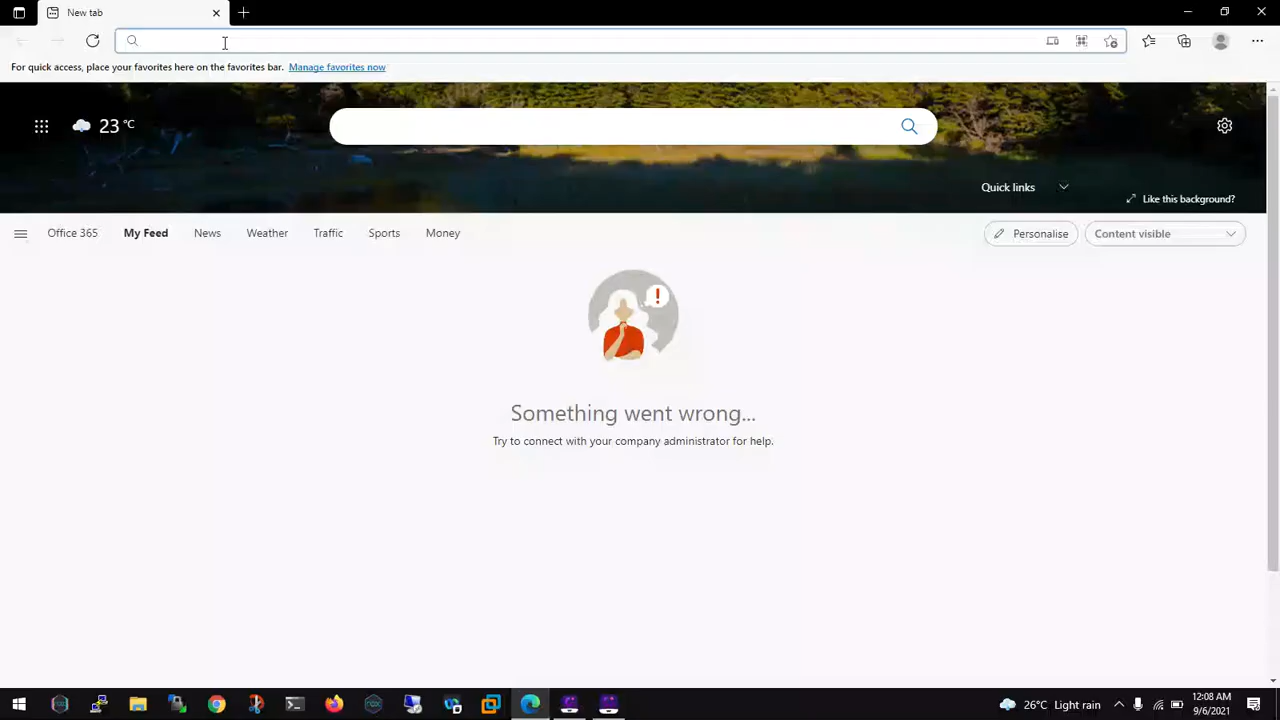 New tab
For quick access, place your favorites here on the favorites bar. Manage favorites now
23 °C
Quick links
Like this background?
Office 365 My Feed News Weather Traffic Sports Money
Personalise Content visible
!
Something went wrong...
Try to connect with your company administrator for help.
nox
26°C Light rain
12:08 AM
9/6/2021